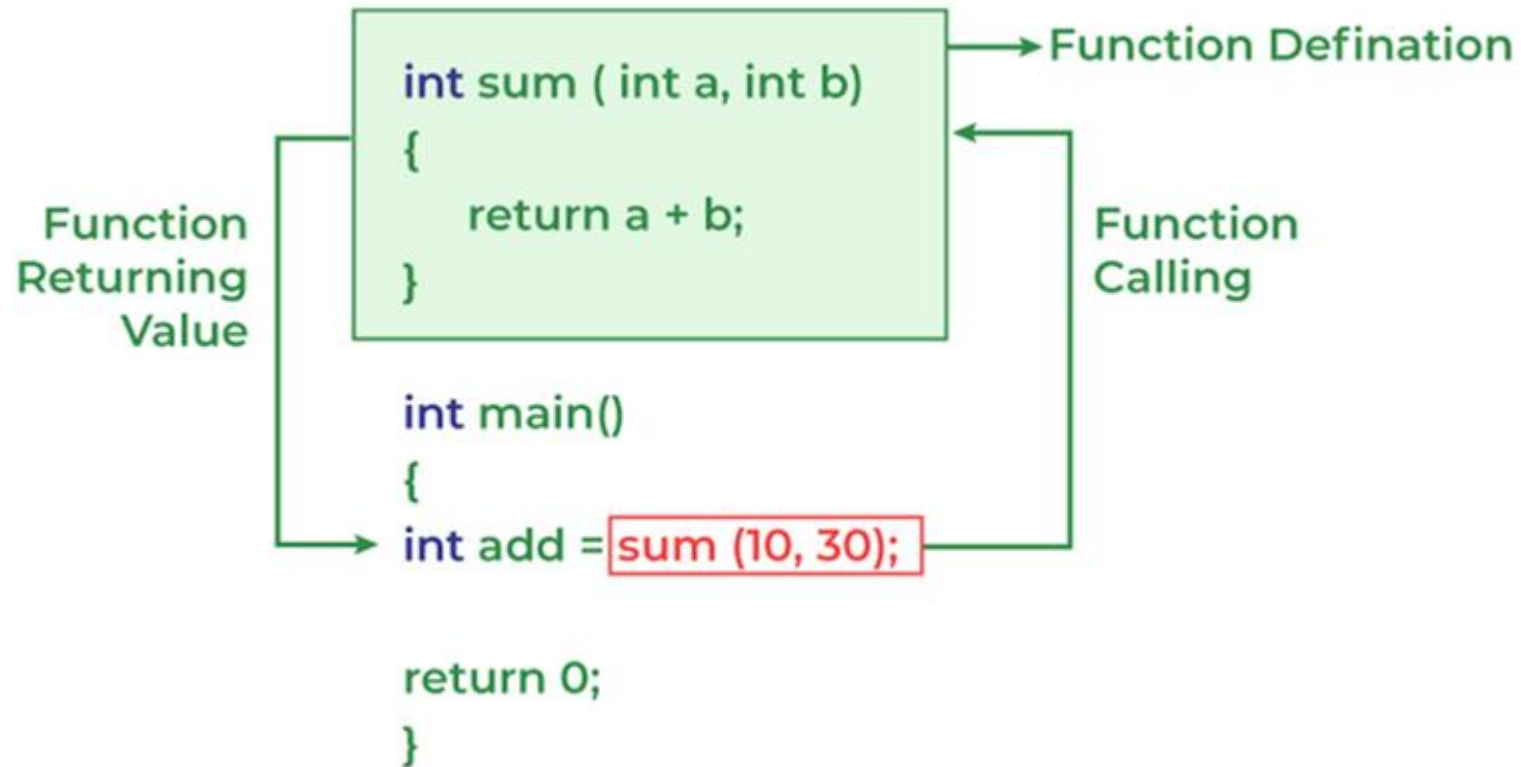 Function Defination
int sum ( int a, int b)
{
return a + b;
}
Function
Returning
Value
Function
Calling
int main()
{
int add = sum (10, 30);
return 0;
}